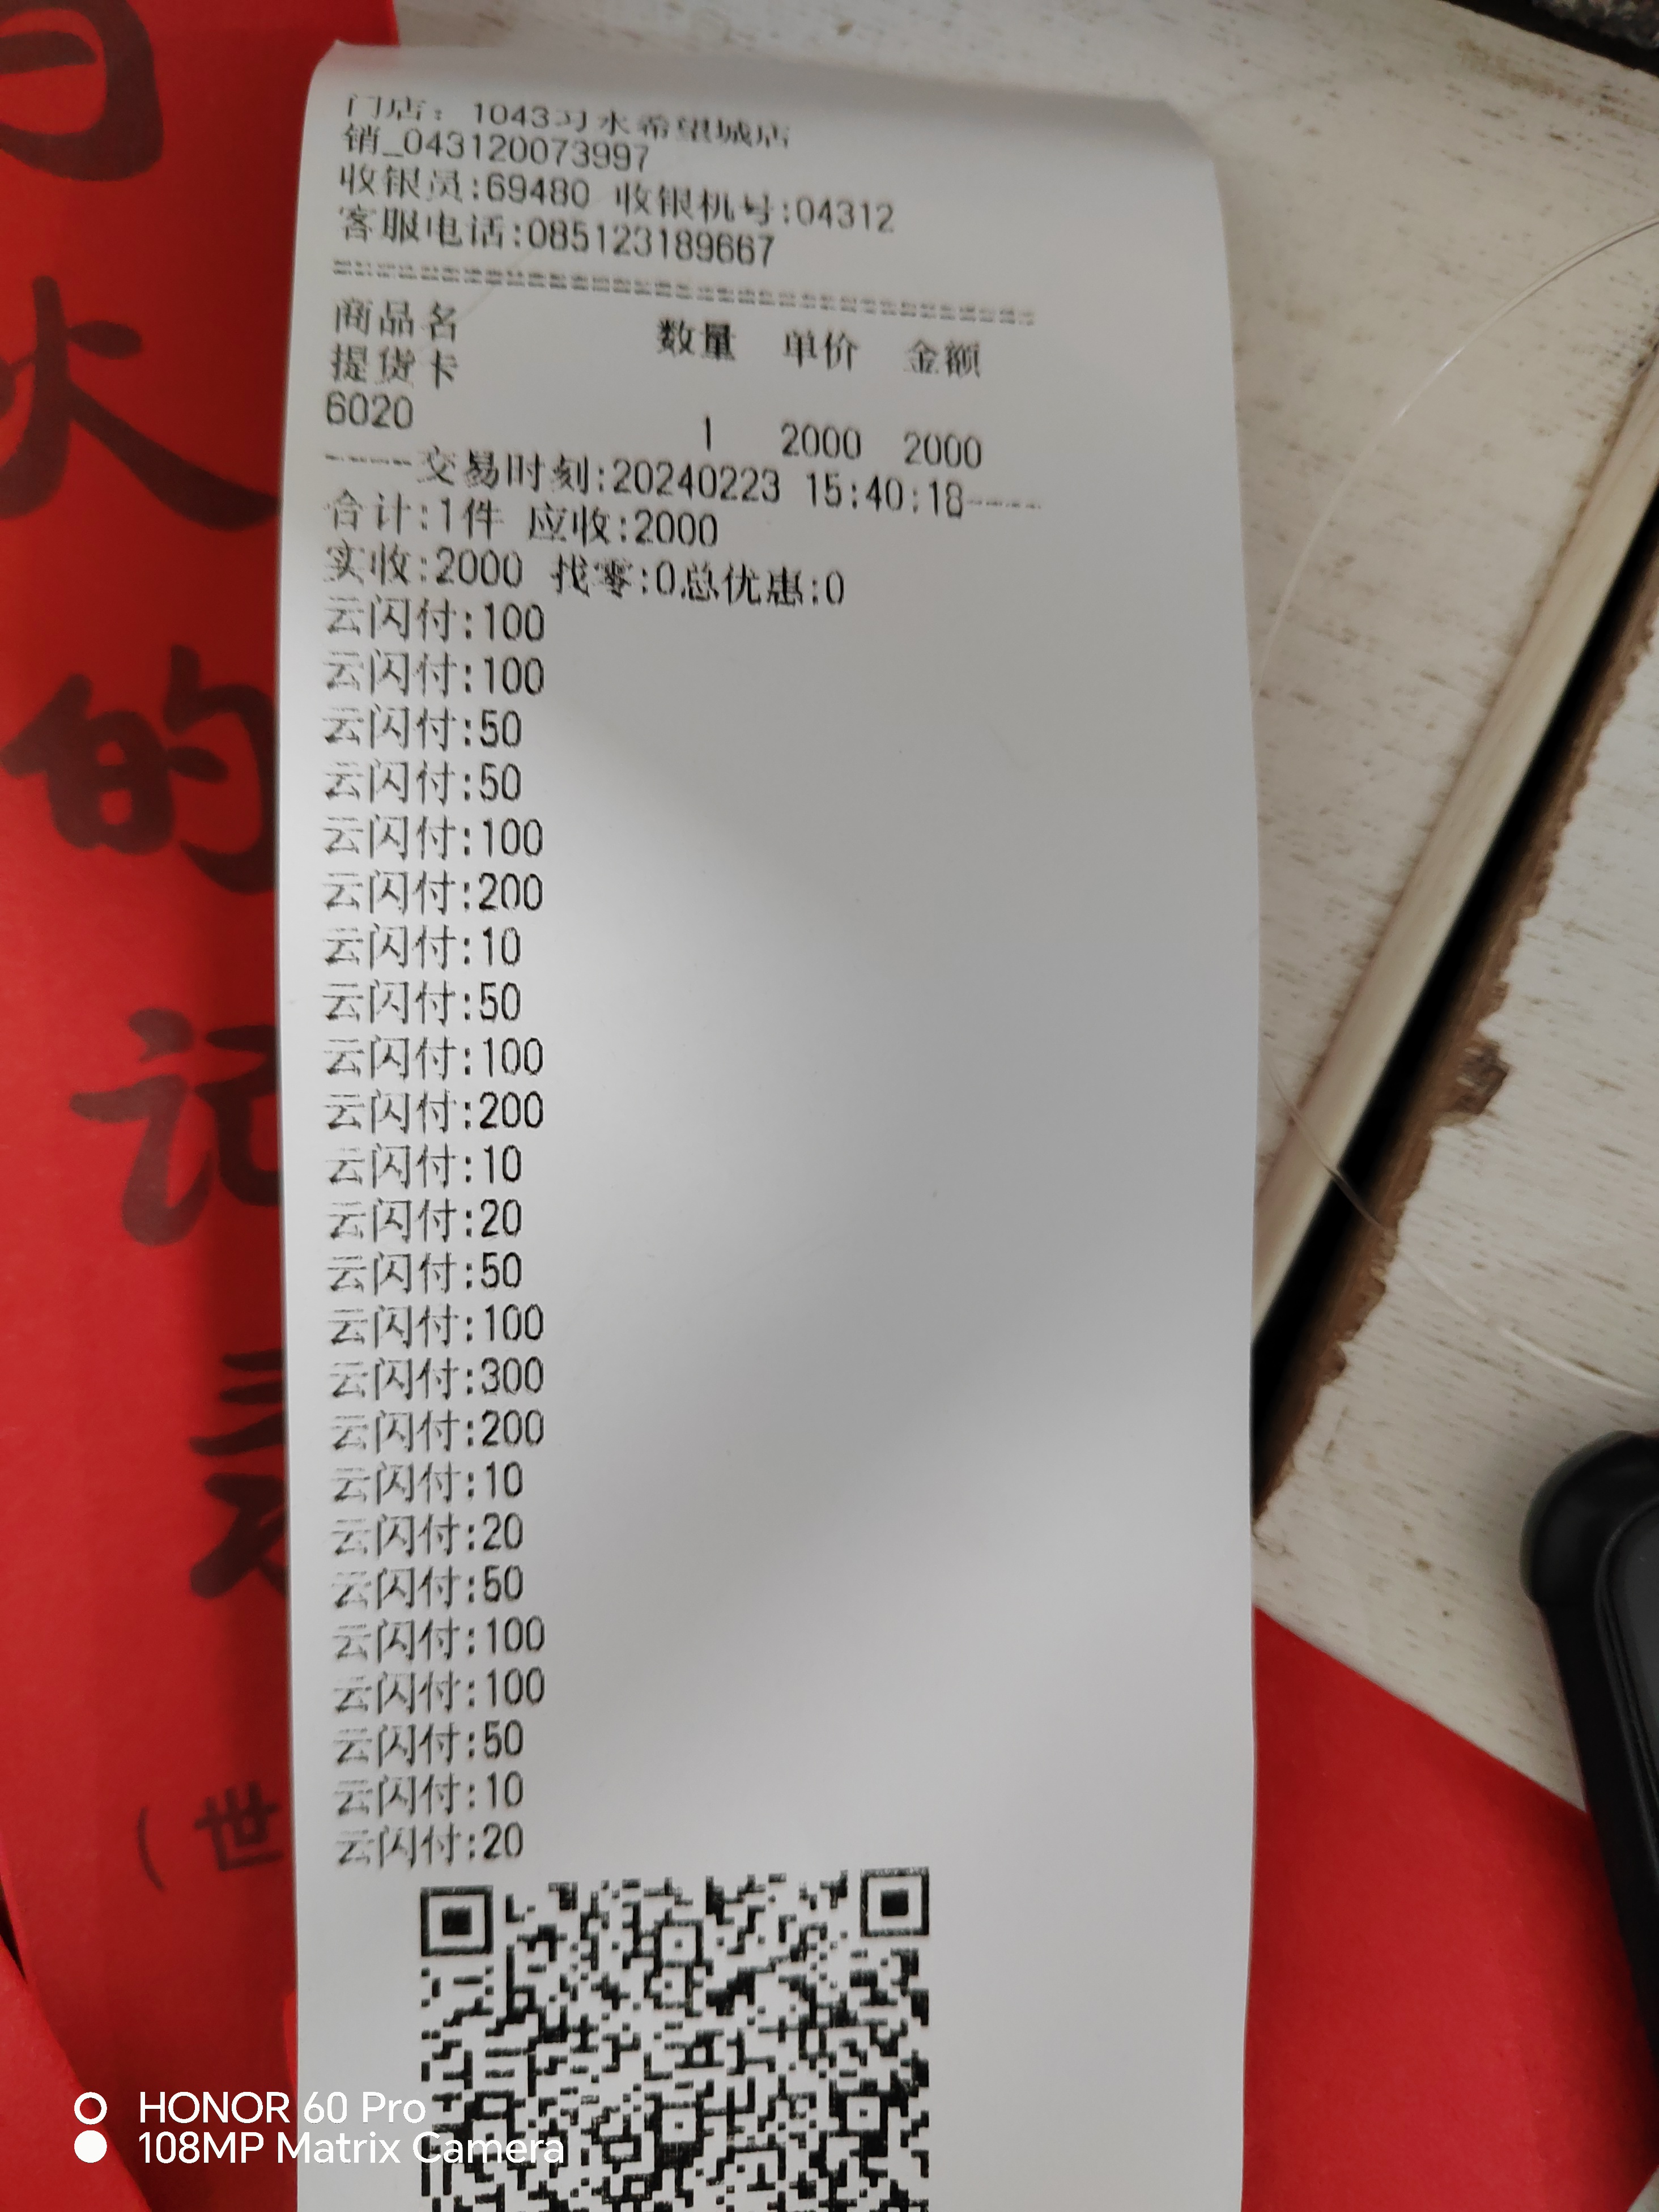 门店：1043习水希望城店
销_043120073997
收银员:69480 收银机号:04312
客服电话:085123189667
================================
商品名 数量 单价 金额
提货卡
6020 1 2000 2000
----交易时刻:20240223 15:40:18----
合计:1件 应收:2000
实收:2000 找零:0总优惠:0
云闪付:100
云闪付:100
云闪付:50
云闪付:50
云闪付:100
云闪付:200
云闪付:10
云闪付:50
云闪付:100
云闪付:200
云闪付:10
云闪付:20
云闪付:50
云闪付:100
云闪付:300
云闪付:200
云闪付:10
云闪付:20
云闪付:50
云闪付:100
云闪付:100
云闪付:50
云闪付:10
云闪付:20
的
记
（世
HONOR 60 Pro
108MP Matrix Camera